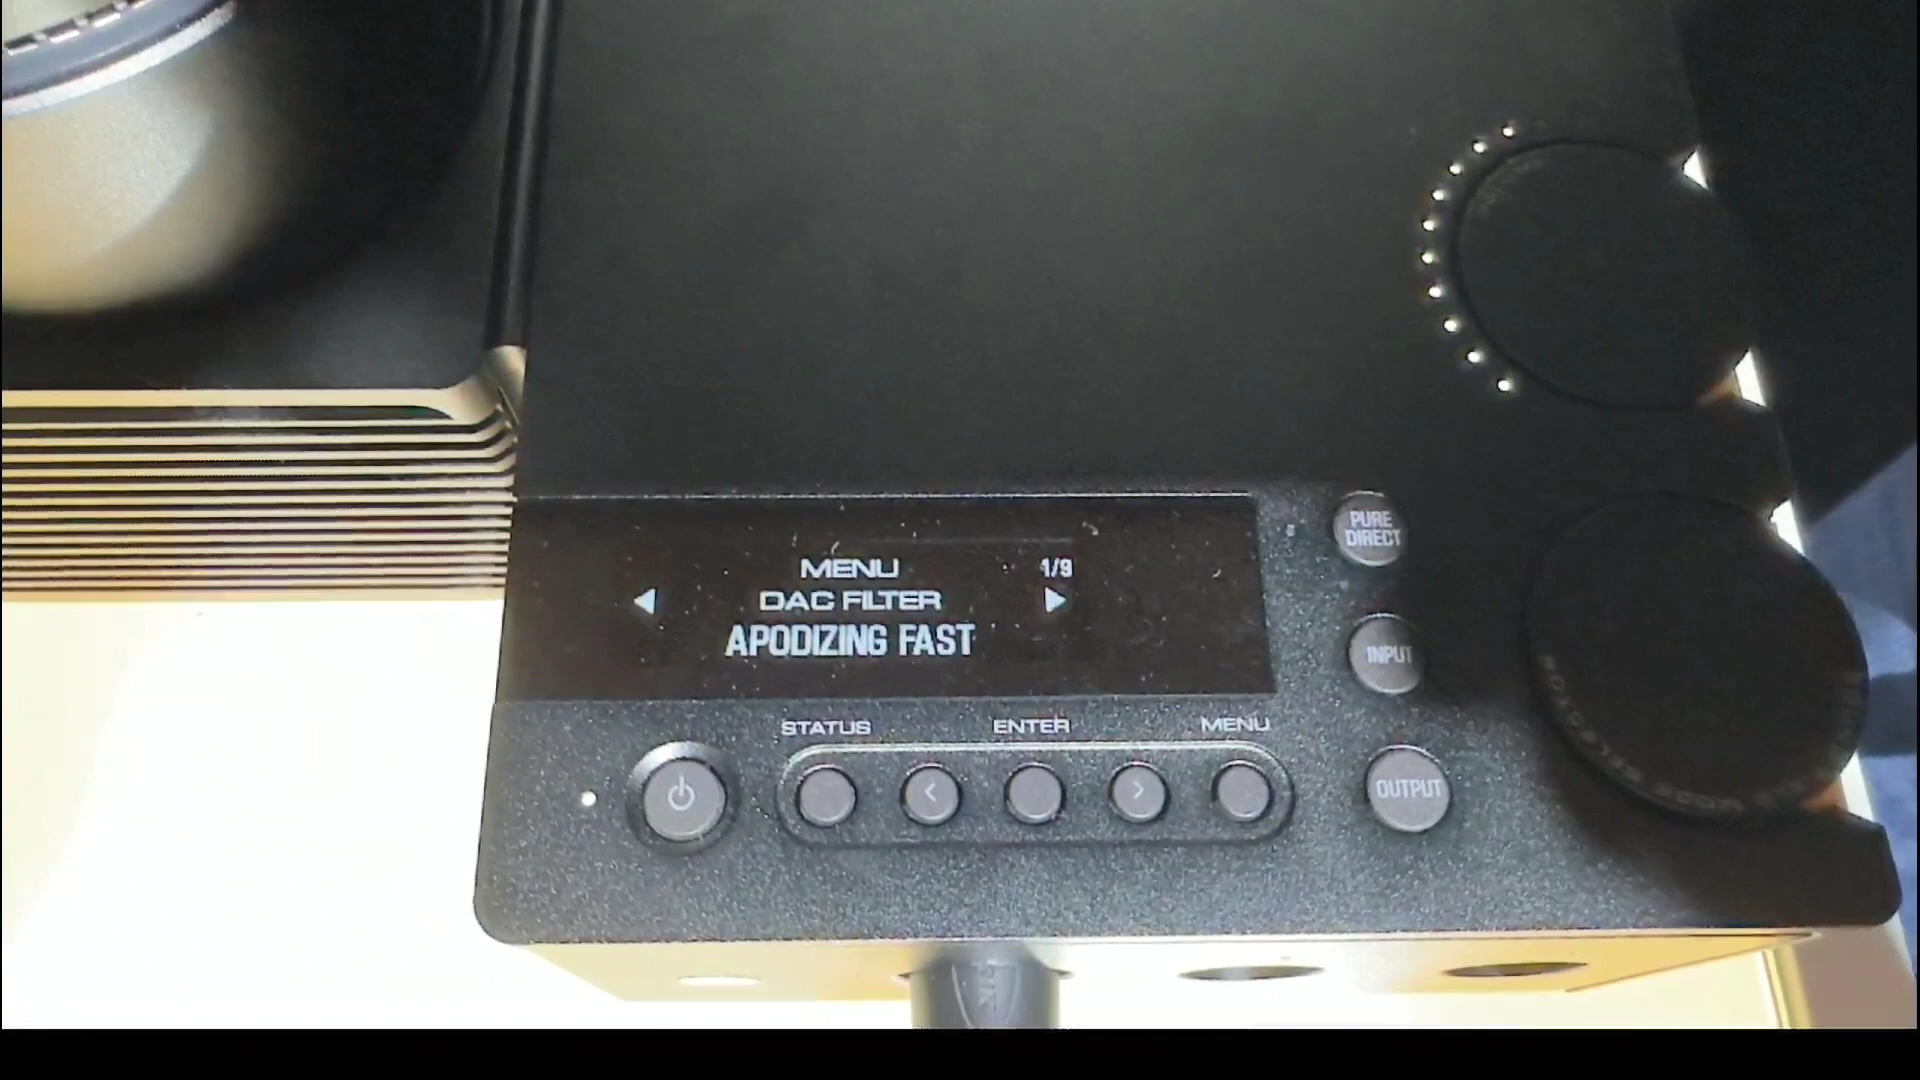 MENU 1/9
DAC FILTER
APODIZING FAST
PURE
DIRECT
INPUT
STATUS ENTER MENU
OUTPUT